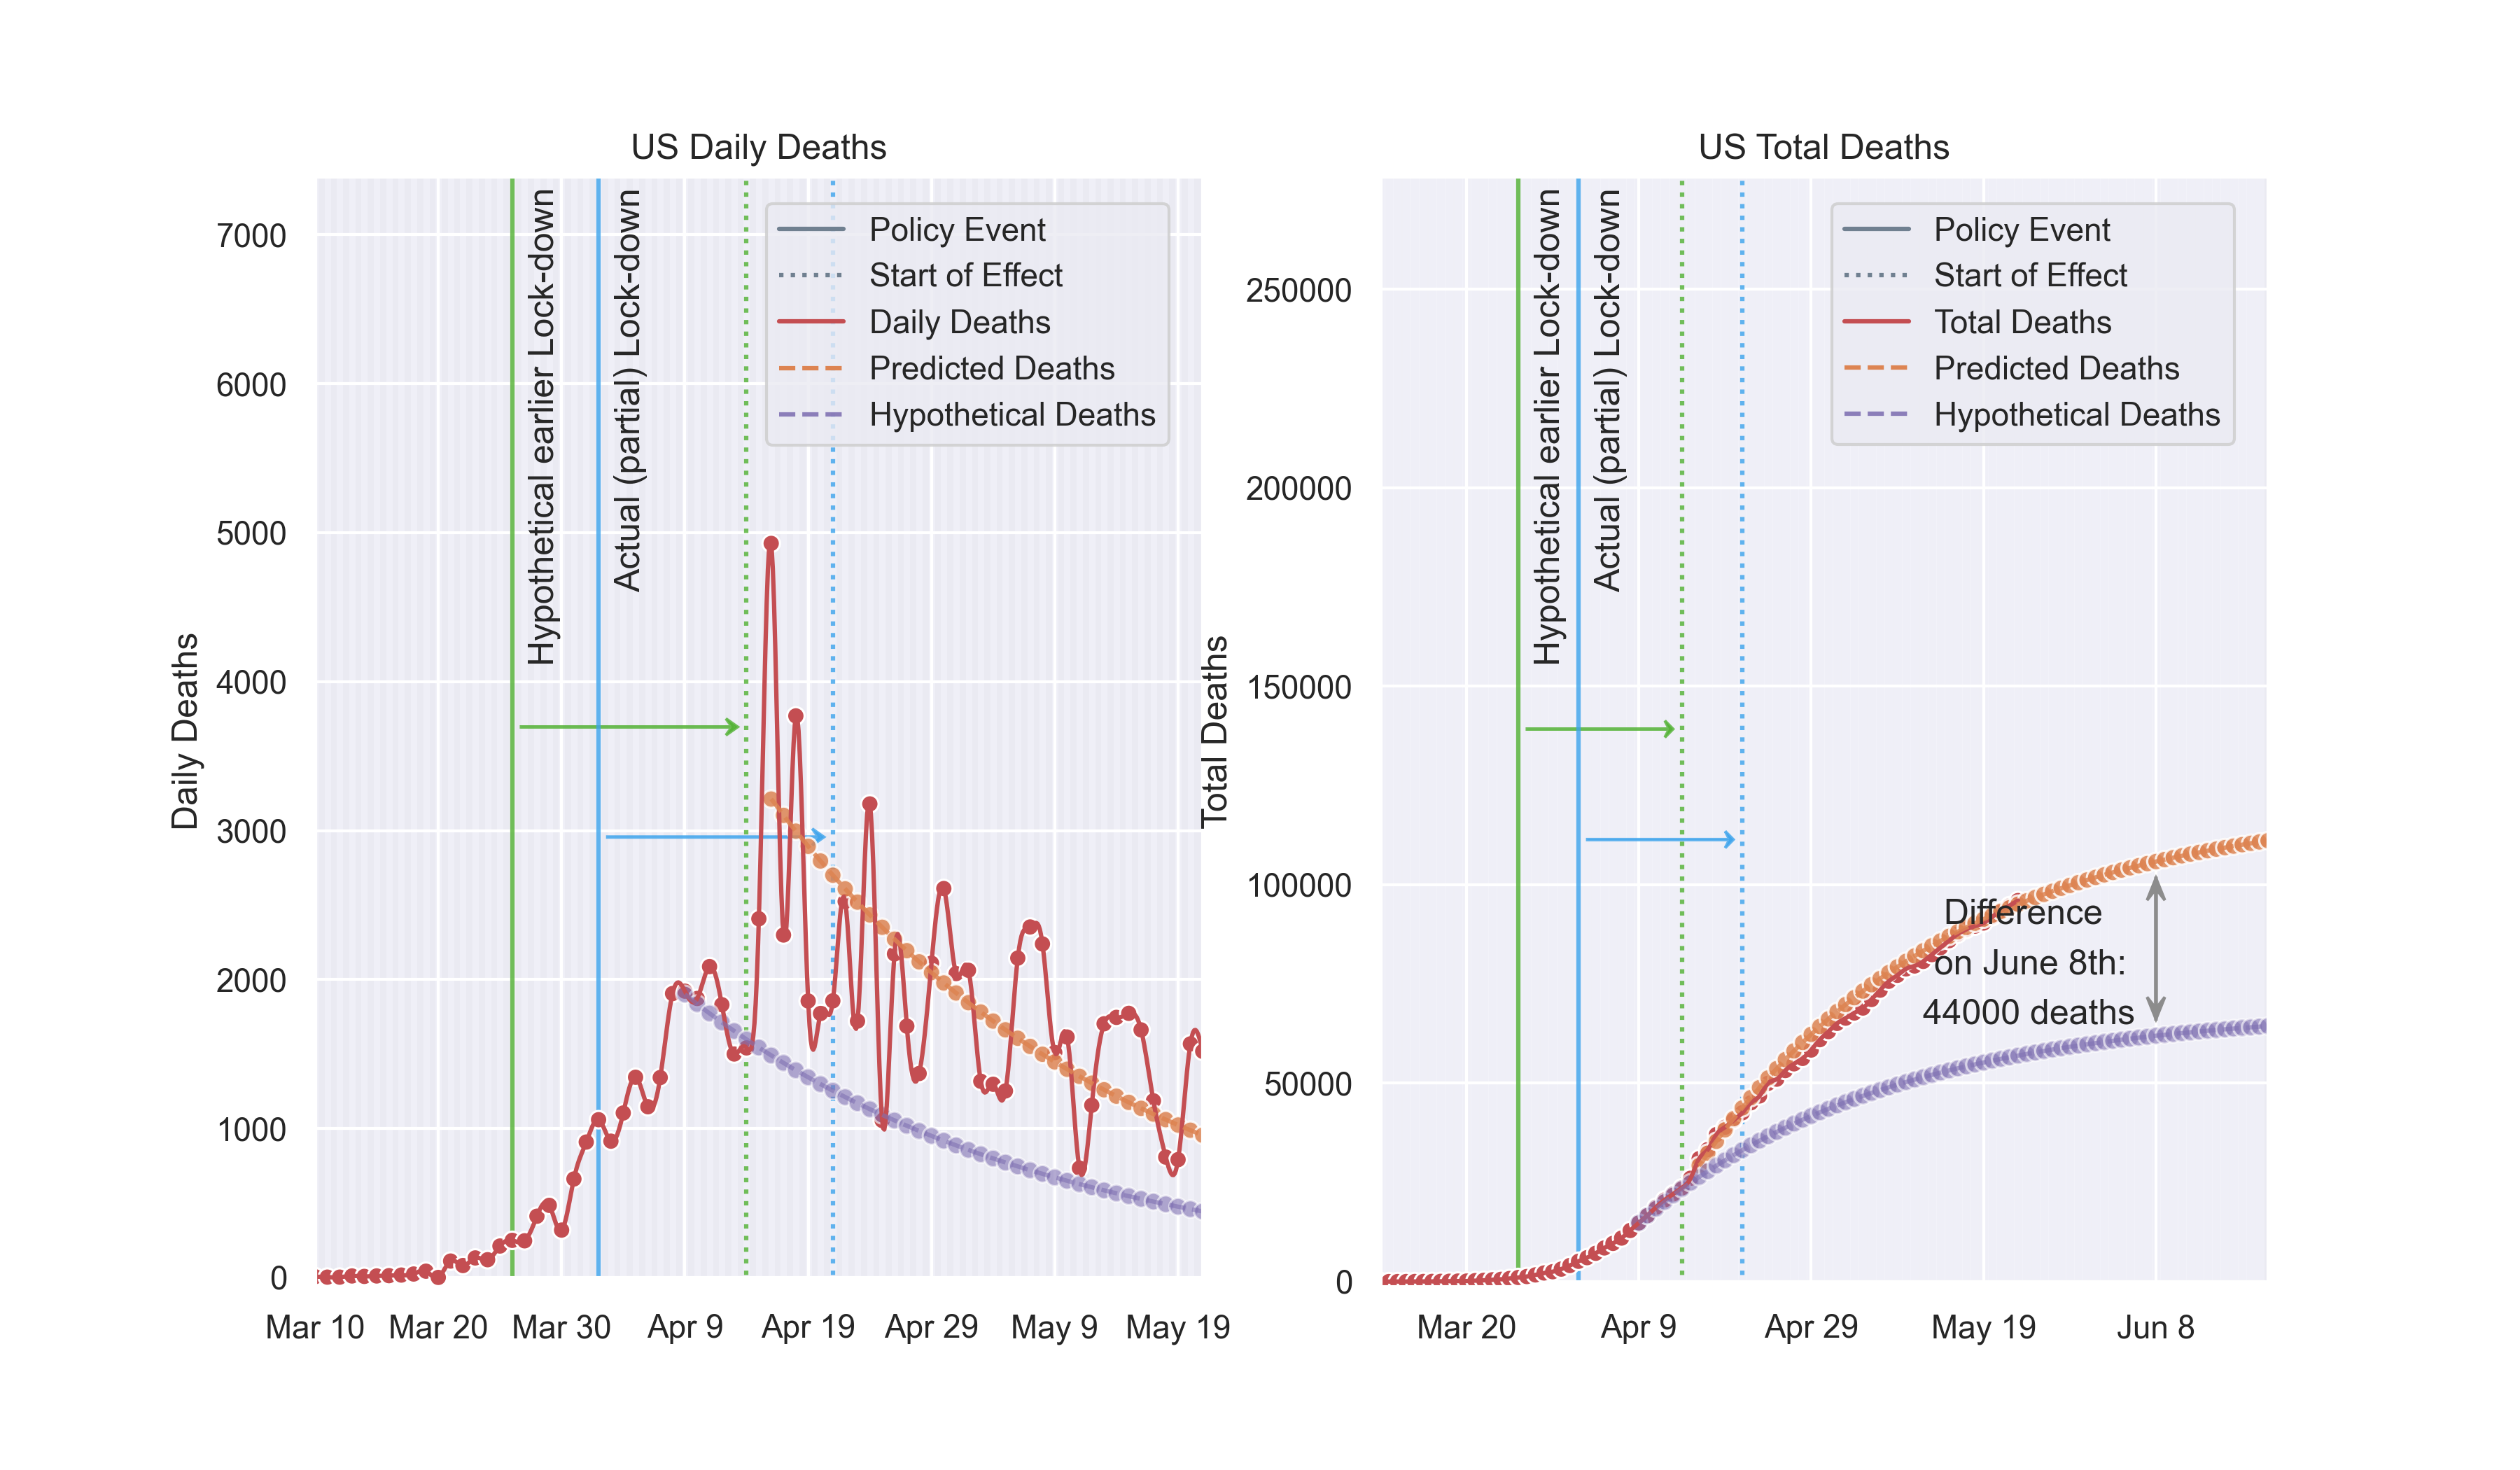 US Daily Deaths
7000
6000
5000
4000
3000
2000
1000
0
Daily Deaths
Mar 10
Mar 20
Mar 30
Apr 9
Apr 19
Apr 29
May 9
May 19
Hypothetical earlier Lock-down
Actual (partial) Lock-down
Policy Event
Start of Effect
Daily Deaths
Predicted Deaths
Hypothetical Deaths
US Total Deaths
250000
200000
150000
100000
50000
0
Total Deaths
Mar 20
Apr 9
Apr 29
May 19
Jun 8
Hypothetical earlier Lock-down
Actual (partial) Lock-down
Policy Event
Start of Effect
Total Deaths
Predicted Deaths
Hypothetical Deaths
Difference
on June 8th:
44000 deaths